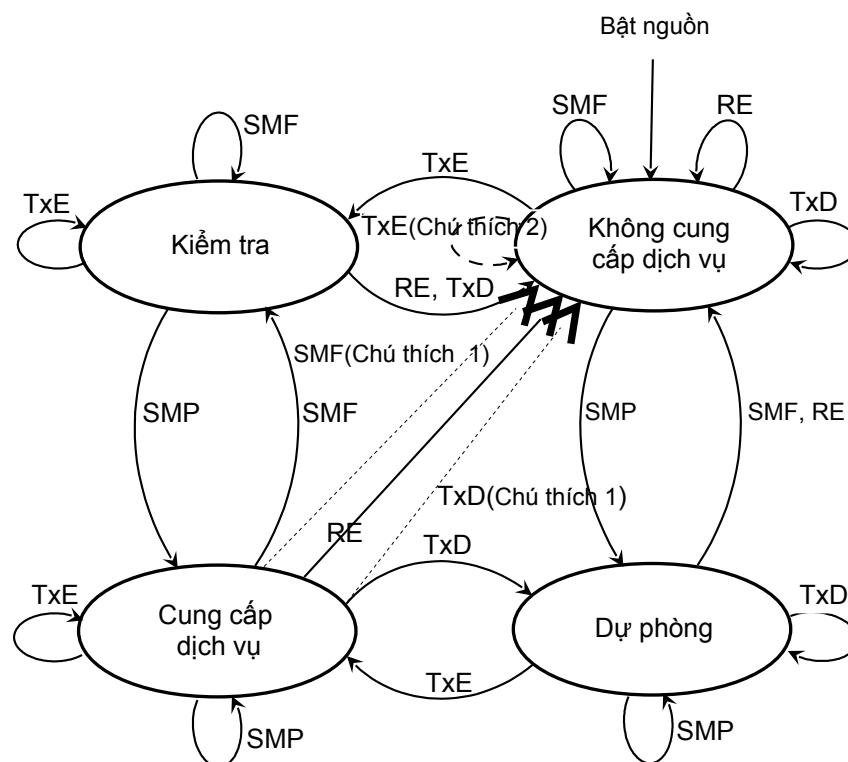 Bật nguồn
SMF
SMF
RE
TxE
TxE
TxE(Chú thích 2)
TxD
Kiểm tra
Không cung
cấp dịch vụ
RE, TxD
SMF(Chú thích 1)
SMP
SMF
SMP
SMF, RE
TxD(Chú thích 1)
RE
TxD
TxE
Cung cấp
dịch vụ
Dự phòng
TxD
TxE
SMP
SMP